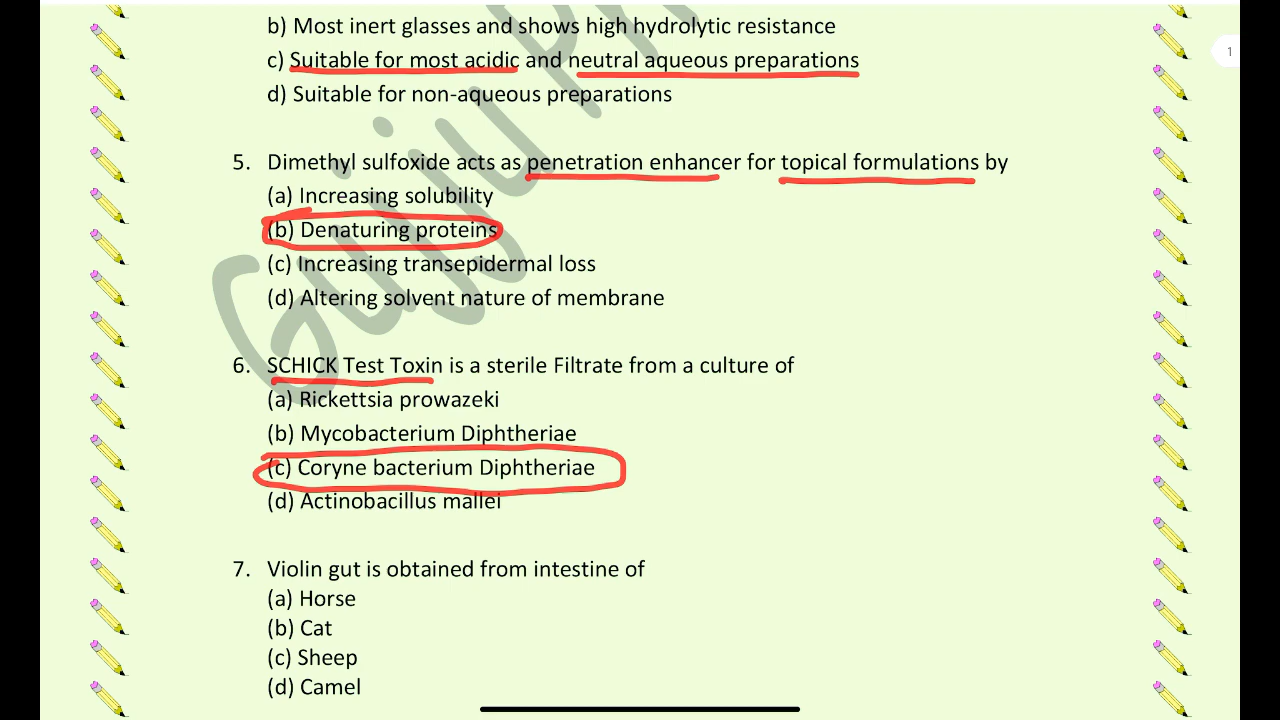 b) Most inert glasses and shows high hydrolytic resistance
1
c) Suitable for most acidic and neutral aqueous preparations
d) Suitable for non-aqueous preparations
5. Dimethyl sulfoxide acts as penetration enhancer for topical formulations by
(a) Increasing solubility
(b) Denaturing proteins
(c) Increasing transepidermal loss
(d) Altering solvent nature of membrane
6. SCHICK Test Toxin is a sterile Filtrate from a culture of
(a) Rickettsia prowazeki
(b) Mycobacterium Diphtheriae
(c) Coryne bacterium Diphtheriae
(d) Actinobacillus mallei
7. Violin gut is obtained from intestine of
(a) Horse
(b) Cat
(c) Sheep
(d) Camel
Gujju